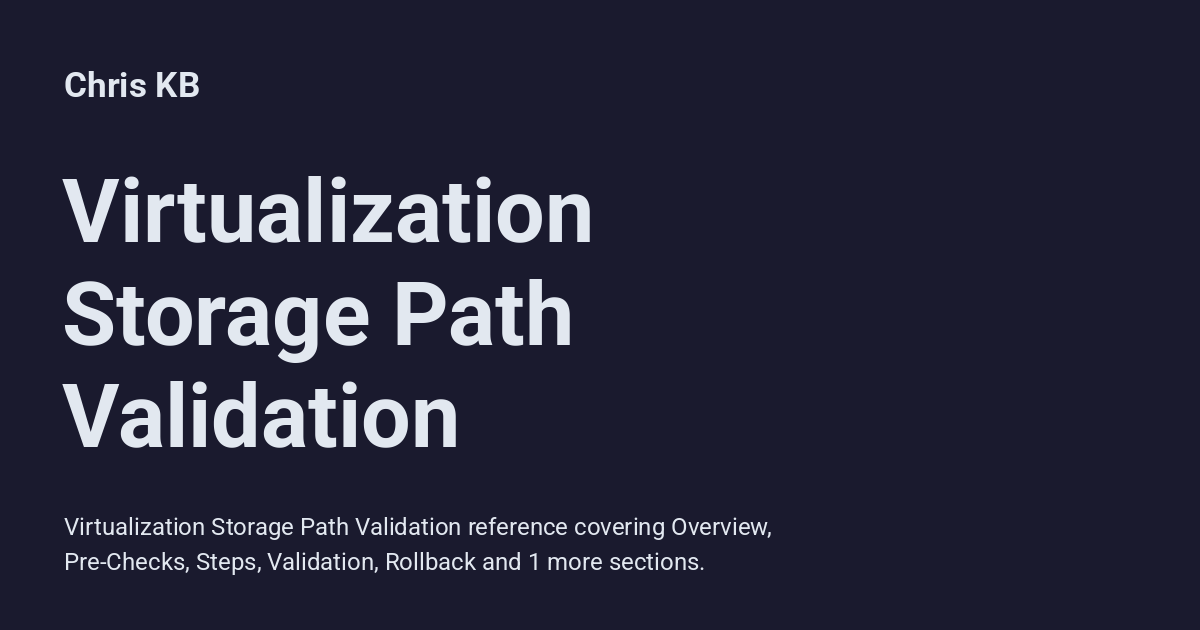 Chris KB
Virtualization
Storage Path
Validation
Virtualization Storage Path Validation reference covering Overview,
Pre-Checks, Steps, Validation, Rollback and 1 more sections.